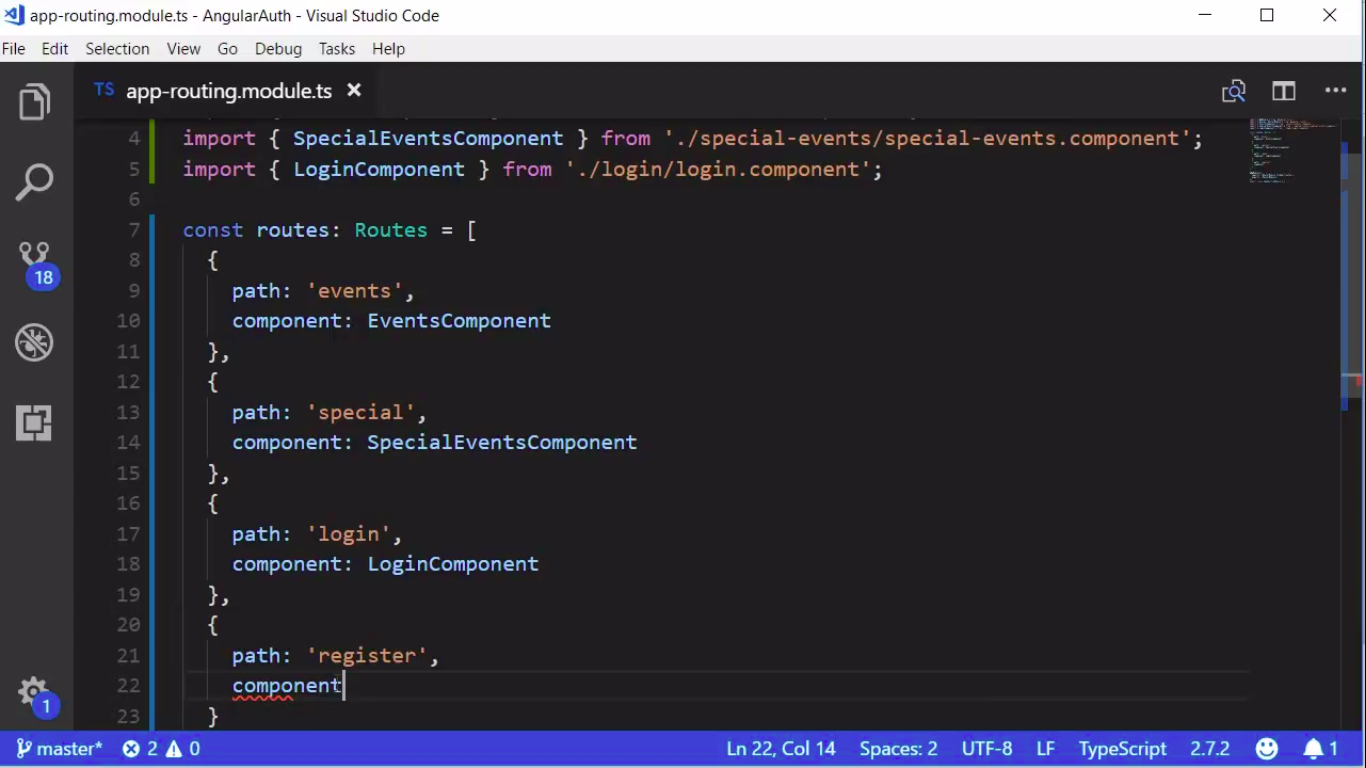 app-routing.module.ts - AngularAuth - Visual Studio Code
File Edit Selection View Go Debug Tasks Help
TS app-routing.module.ts
4 import { SpecialEventsComponent } from './special-events/special-events.component';
5 import { LoginComponent } from './login/login.component';
6
7 const routes: Routes = [
8 {
9 path: 'events',
10 component: EventsComponent
11 },
12 {
13 path: 'special',
14 component: SpecialEventsComponent
15 },
16 {
17 path: 'login',
18 component: LoginComponent
19 },
20 {
21 path: 'register',
22 component
23 }
18
1
master* 2 0 Ln 22, Col 14 Spaces: 2 UTF-8 LF TypeScript 2.7.2 1